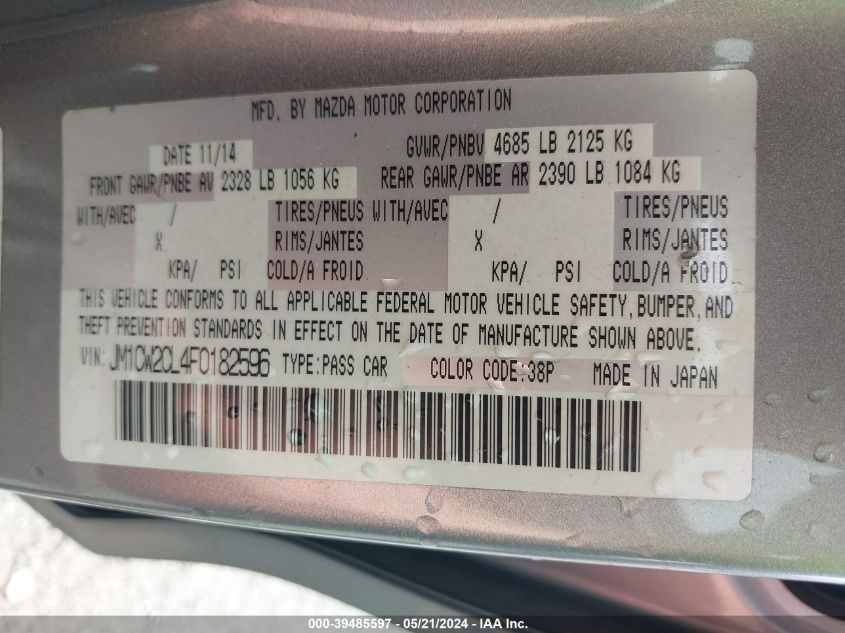 MFD. BY MAZDA MOTOR CORPORATION
DATE 11/14 GVWR/PNBV 4685 LB 2125 KG
FRONT GAWR/PNBE AV 2328 LB 1056 KG REAR GAWR/PNBE AR 2390 LB 1084 KG
WITH/AVEC / TIRES/PNEUS WITH/AVEC / TIRES/PNEUS
X RIMS/JANTES X RIMS/JANTES
KPA/ PSI COLD/A FROID KPA/ PSI COLD/A FROID
THIS VEHICLE CONFORMS TO ALL APPLICABLE FEDERAL MOTOR VEHICLE SAFETY, BUMPER, AND
THEFT PREVENTION STANDARDS IN EFFECT ON THE DATE OF MANUFACTURE SHOWN ABOVE.
VIN: JM1CW2CL4F0182596 TYPE:PASS CAR COLOR CODE:38P MADE IN JAPAN
000-39485597 - 05/21/2024 - IAA Inc.